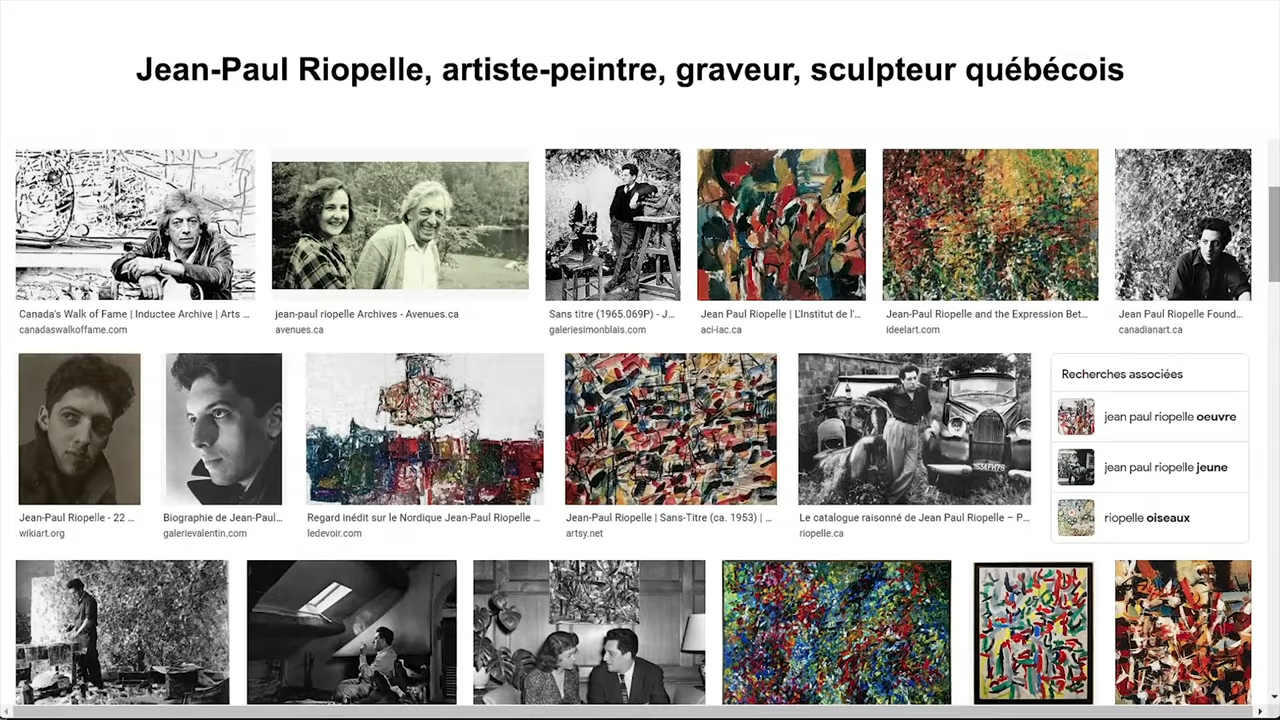 Jean-Paul Riopelle, artiste-peintre, graveur, sculpteur québécois
Canada's Walk of Fame | Inductee Archive | Arts ...
canadaswalkoffame.com
jean-paul riopelle Archives - Avenues.ca
avenues.ca
Sans titre (1965.069P) - J...
galeriesimonblais.com
Jean Paul Riopelle | L'Institut de l'...
aci-iac.ca
Jean-Paul Riopelle and the Expression Bet...
ideelart.com
Jean Paul Riopelle Found...
canadianart.ca
Jean-Paul Riopelle - 22 ...
wikiart.org
Biographie de Jean-Paul...
galerievalentin.com
Regard inédit sur le Nordique Jean-Paul Riopelle ...
ledevoir.com
Jean-Paul Riopelle | Sans-Titre (ca. 1953) | ...
artsy.net
Le catalogue raisonné de Jean Paul Riopelle – P...
riopelle.ca
Recherches associées
jean paul riopelle oeuvre
jean paul riopelle jeune
riopelle oiseaux